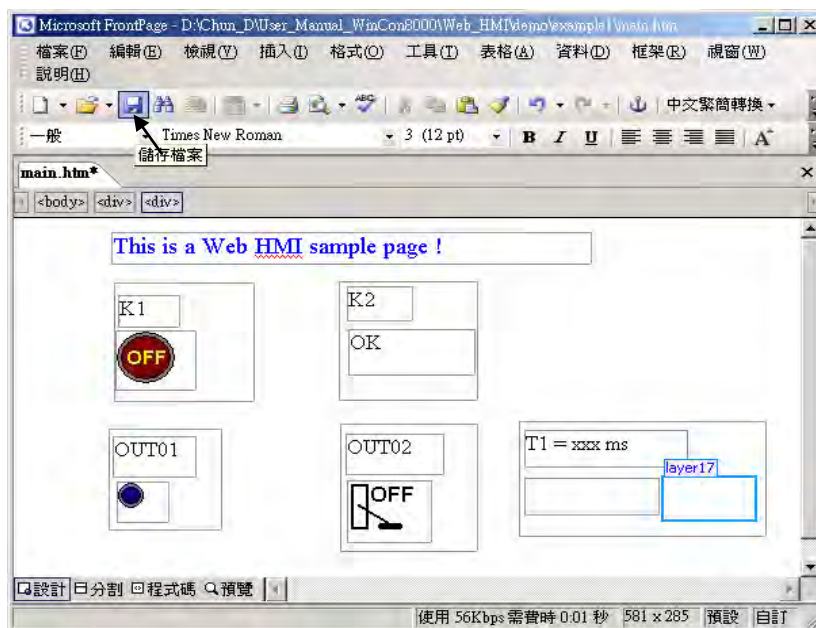 Microsoft FrontPage - D:\Chun_D\User_Manual_WinCon8000\Web_HMI\demo\example1\main.htm
檔案(F) 編輯(E) 檢視(V) 插入(I) 格式(O) 工具(T) 表格(A) 資料(D) 框架(R) 視窗(W)
說明(H)
ABC 中文繁簡轉換
一般 Times New Roman 3 (12 pt) B I U A
儲存檔案
main.htm*
<body> <div> <div>
This is a Web HMI sample page !
K1 K2
OFF OK
OUT01 OUT02 T1 = xxx ms
layer17
OFF
設計 分割 程式碼 預覽
使用 56Kbps 需費時 0:01 秒 581 x 285 預設 自訂